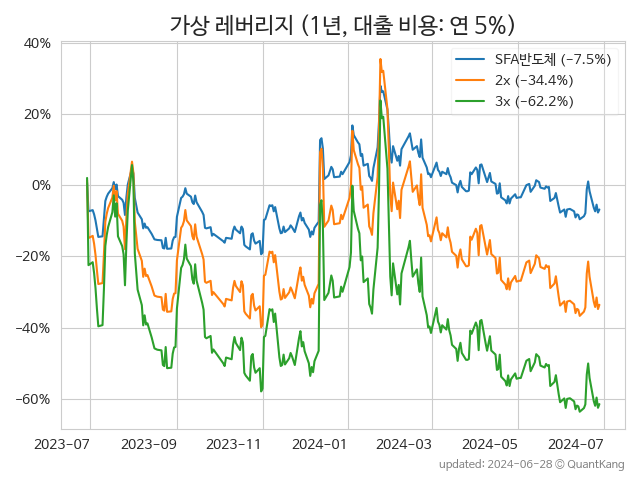 가상 레버리지 (1년, 대출 비용: 연 5%)
SFA반도체 (−7.5%)
2x (−34.4%)
3x (−62.2%)
40%
20%
0%
−20%
−40%
−60%
2023-07 2023-09 2023-11 2024-01 2024-03 2024-05 2024-07
updated: 2024-06-28 ⓒ QuantKang